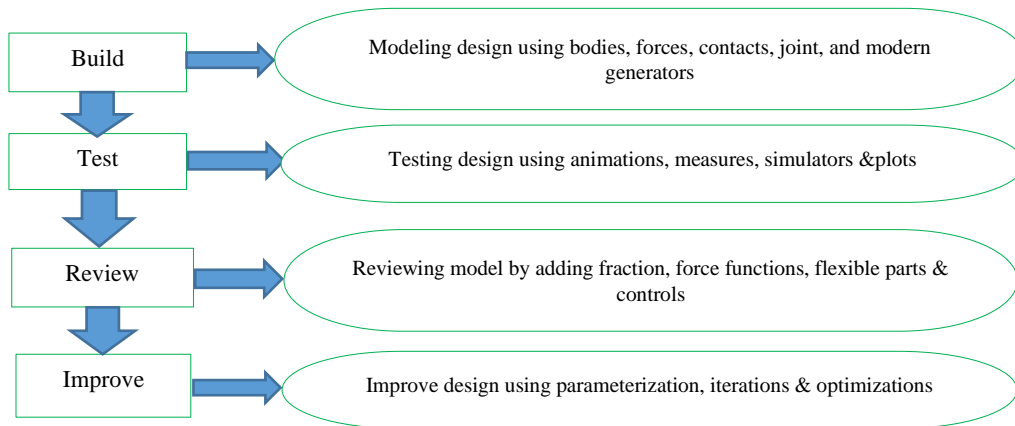 Build
Modeling design using bodies, forces, contacts, joint, and modern
generators
Test
Testing design using animations, measures, simulators &plots
Review
Reviewing model by adding fraction, force functions, flexible parts &
controls
Improve
Improve design using parameterization, iterations & optimizations